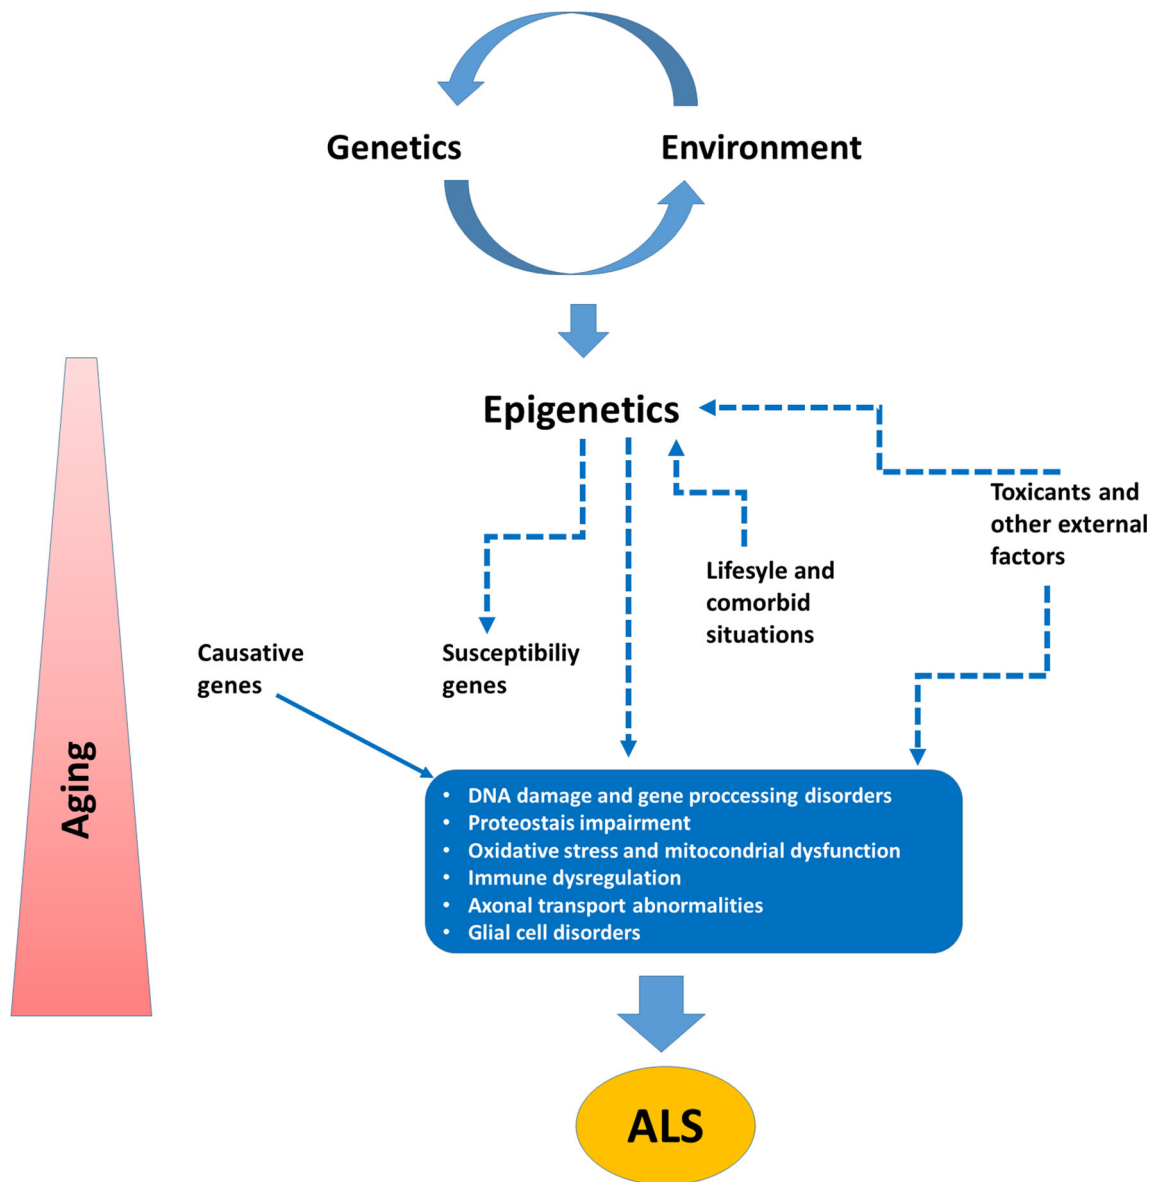 Genetics
Environment
Epigenetics
Toxicants and
other external
factors
Lifesyle and
comorbid
situations
Causative
genes
Susceptibiliy
genes
Aging
• DNA damage and gene proccessing disorders
• Proteostais impairment
• Oxidative stress and mitocondrial dysfunction
• Immune dysregulation
• Axonal transport abnormalities
• Glial cell disorders
ALS